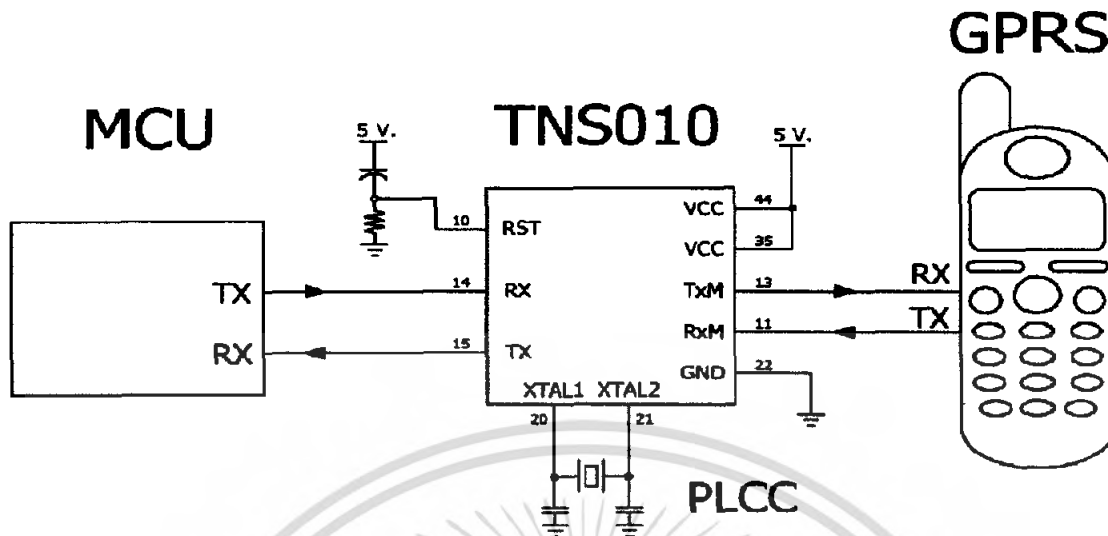 GPRS
MCU
TNS010
5 V.
5 V.
10
RST
VCC
44
VCC
35
TX
14
RX
TxM
13
RX
RX
15
TX
RxM
11
TX
GND
22
XTAL1
XTAL2
20
21
PLCC